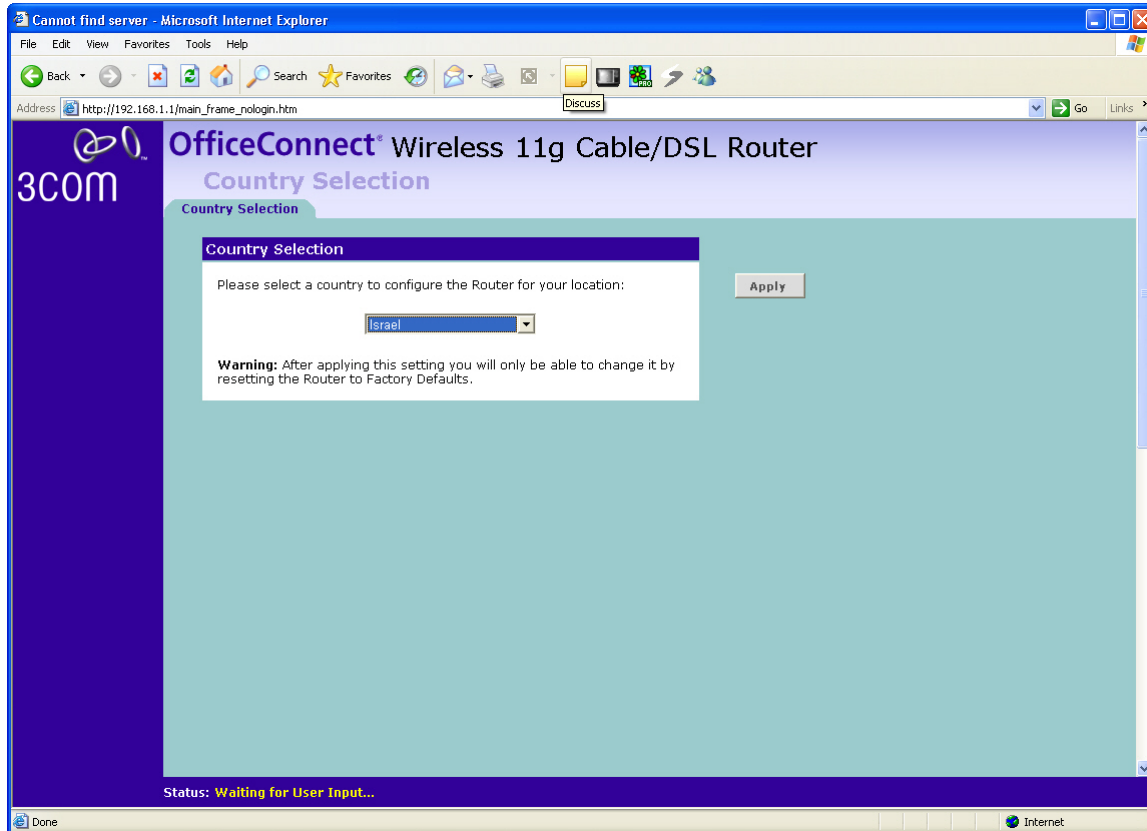 Cannot find server - Microsoft Internet Explorer
File Edit View Favorites Tools Help
Back Search Favorites PRO
Discuss
Address http://192.168.1.1/main_frame_nologin.htm Go Links
3COM
OfficeConnect® Wireless 11g Cable/DSL Router
Country Selection
Country Selection
Country Selection
Please select a country to configure the Router for your location:
Apply
Israel
Warning: After applying this setting you will only be able to change it by
resetting the Router to Factory Defaults.
Status: Waiting for User Input...
Done Internet